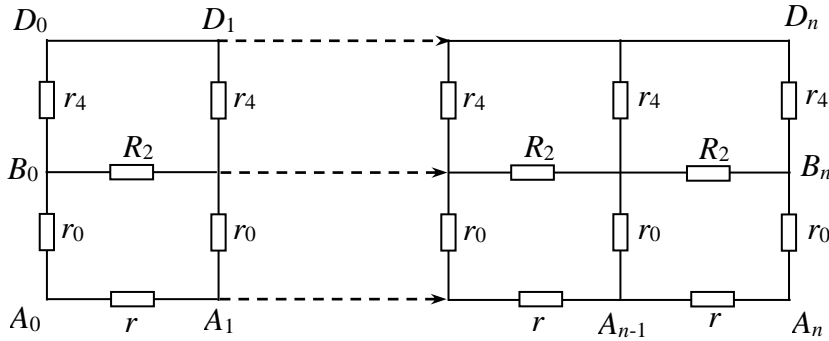 D₀ D₁ Dₙ
r₄ r₄ r₄ r₄ r₄
R₂ R₂ R₂
B₀ Bₙ
r₀ r₀ r₀ r₀ r₀
A₀ r A₁ r Aₙ₋₁ r Aₙ